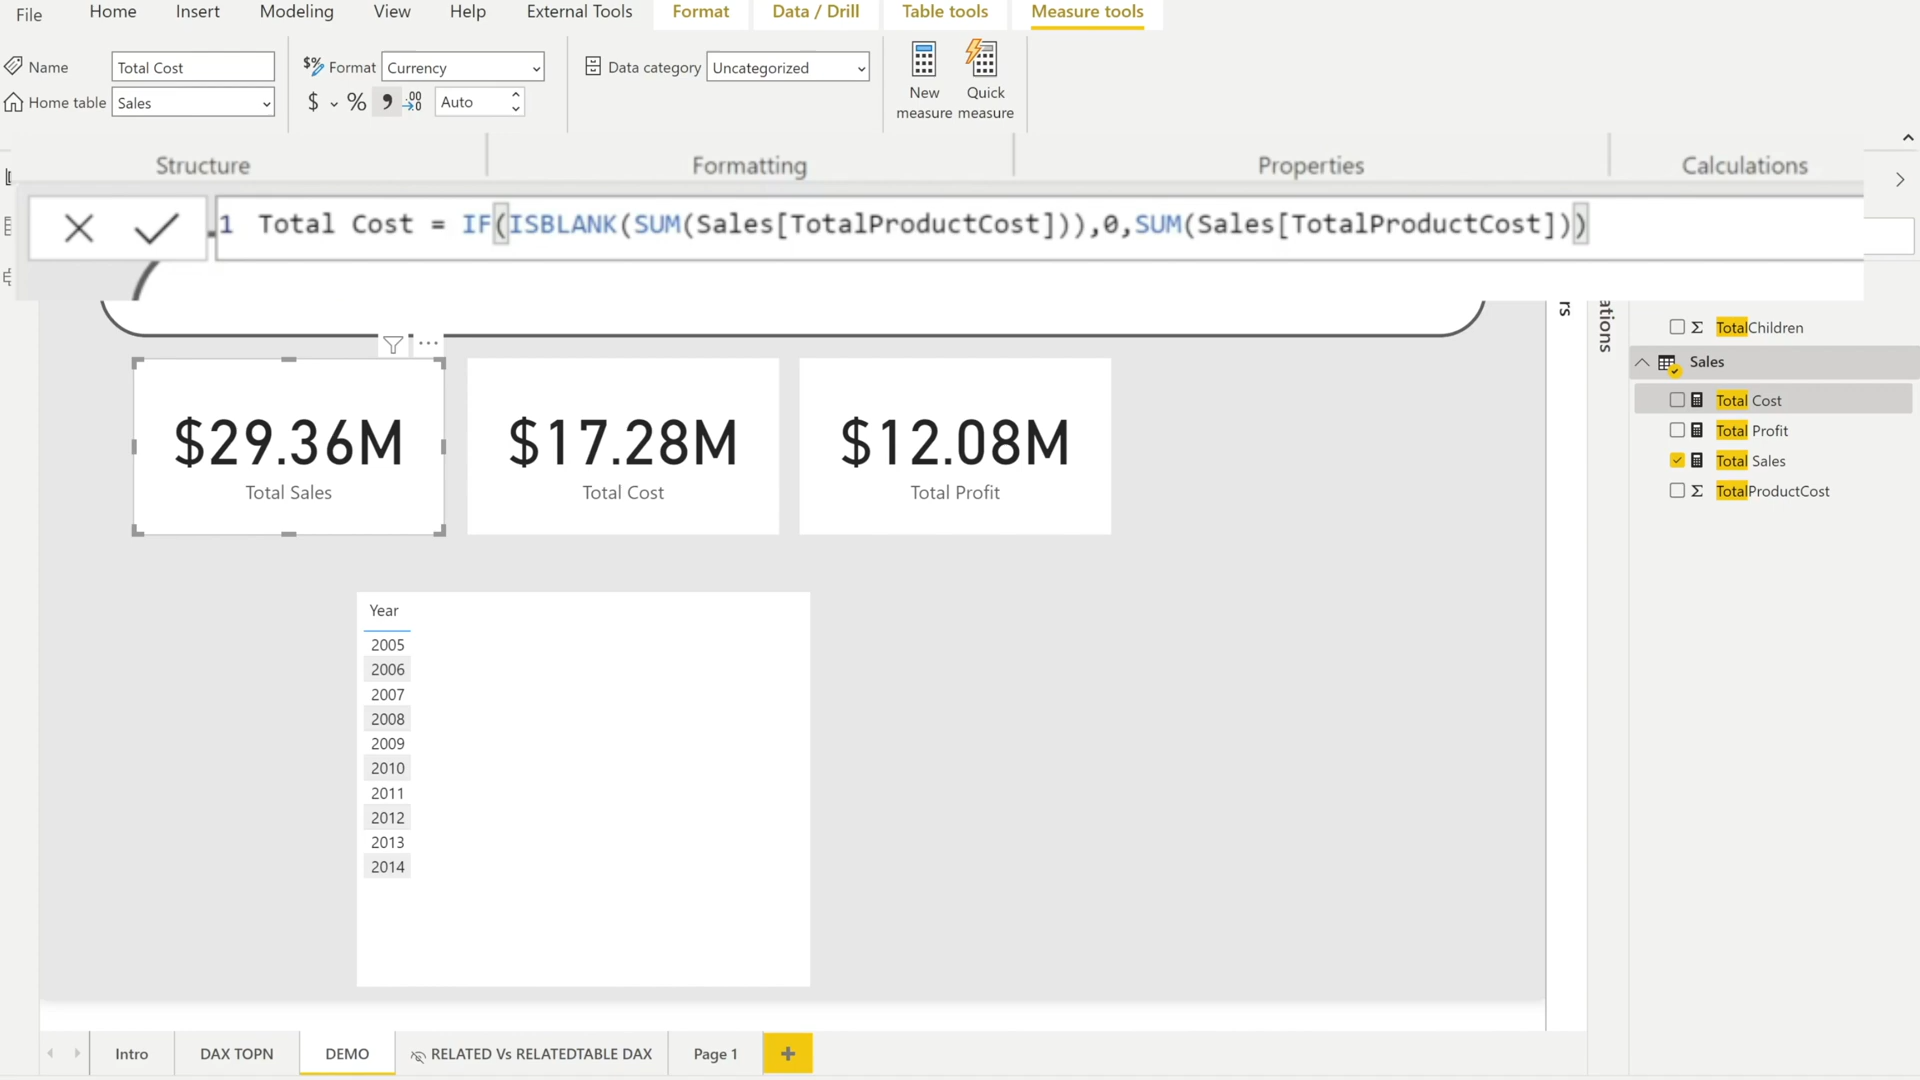 File Home Insert Modeling View Help External Tools Format Data / Drill Table tools Measure tools
Name Total Cost
Home table Sales
Format Currency
$ % , .00 →.0 Auto
Data category Uncategorized
New measure
Quick measure
Structure Formatting Properties Calculations
1 Total Cost = IF(ISBLANK(SUM(Sales[TotalProductCost])),0,SUM(Sales[TotalProductCost]))
TotalChildren
Sales
Total Cost
Total Profit
Total Sales
TotalProductCost
$29.36M
Total Sales
$17.28M
Total Cost
$12.08M
Total Profit
Year
2005
2006
2007
2008
2009
2010
2011
2012
2013
2014
Intro DAX TOPN DEMO RELATED Vs RELATEDTABLE DAX Page 1 +